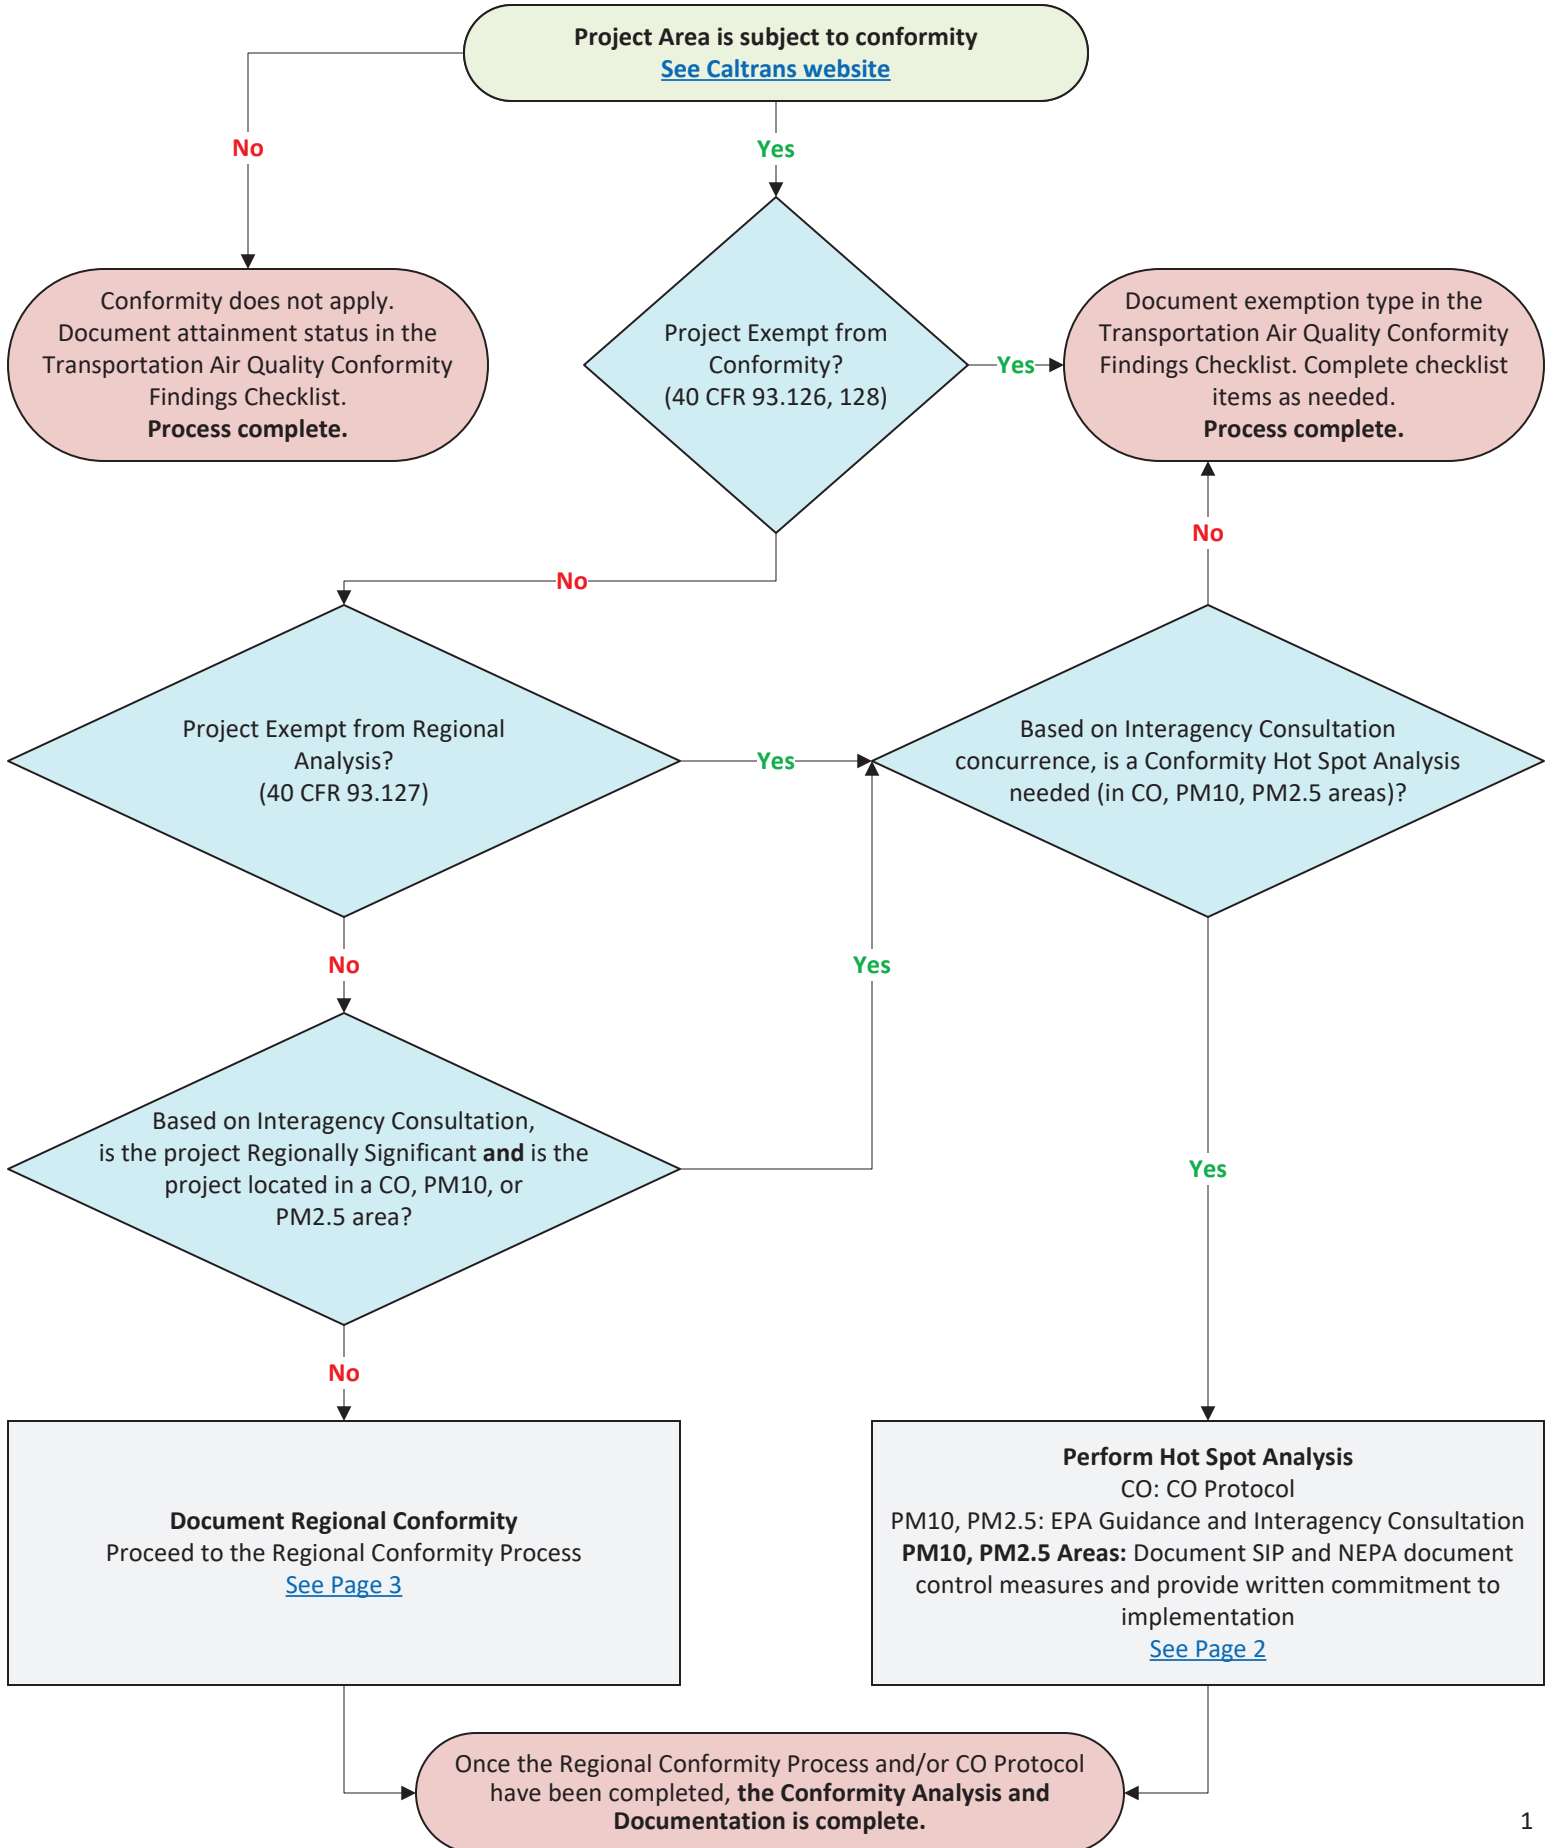 Project Area is subject to conformity
See Caltrans website
No
Yes
Conformity does not apply.
Document attainment status in the
Transportation Air Quality Conformity
Findings Checklist.
Process complete.
Project Exempt from
Conformity?
(40 CFR 93.126, 128)
Yes
Document exemption type in the
Transportation Air Quality Conformity
Findings Checklist. Complete checklist
items as needed.
Process complete.
No
No
Project Exempt from Regional
Analysis?
(40 CFR 93.127)
Yes
Based on Interagency Consultation
concurrence, is a Conformity Hot Spot Analysis
needed (in CO, PM10, PM2.5 areas)?
No
Yes
Based on Interagency Consultation,
is the project Regionally Significant and is the
project located in a CO, PM10, or
PM2.5 area?
Yes
No
Document Regional Conformity
Proceed to the Regional Conformity Process
See Page 3
Perform Hot Spot Analysis
CO: CO Protocol
PM10, PM2.5: EPA Guidance and Interagency Consultation
PM10, PM2.5 Areas: Document SIP and NEPA document
control measures and provide written commitment to
implementation
See Page 2
Once the Regional Conformity Process and/or CO Protocol
have been completed, the Conformity Analysis and
Documentation is complete.
1